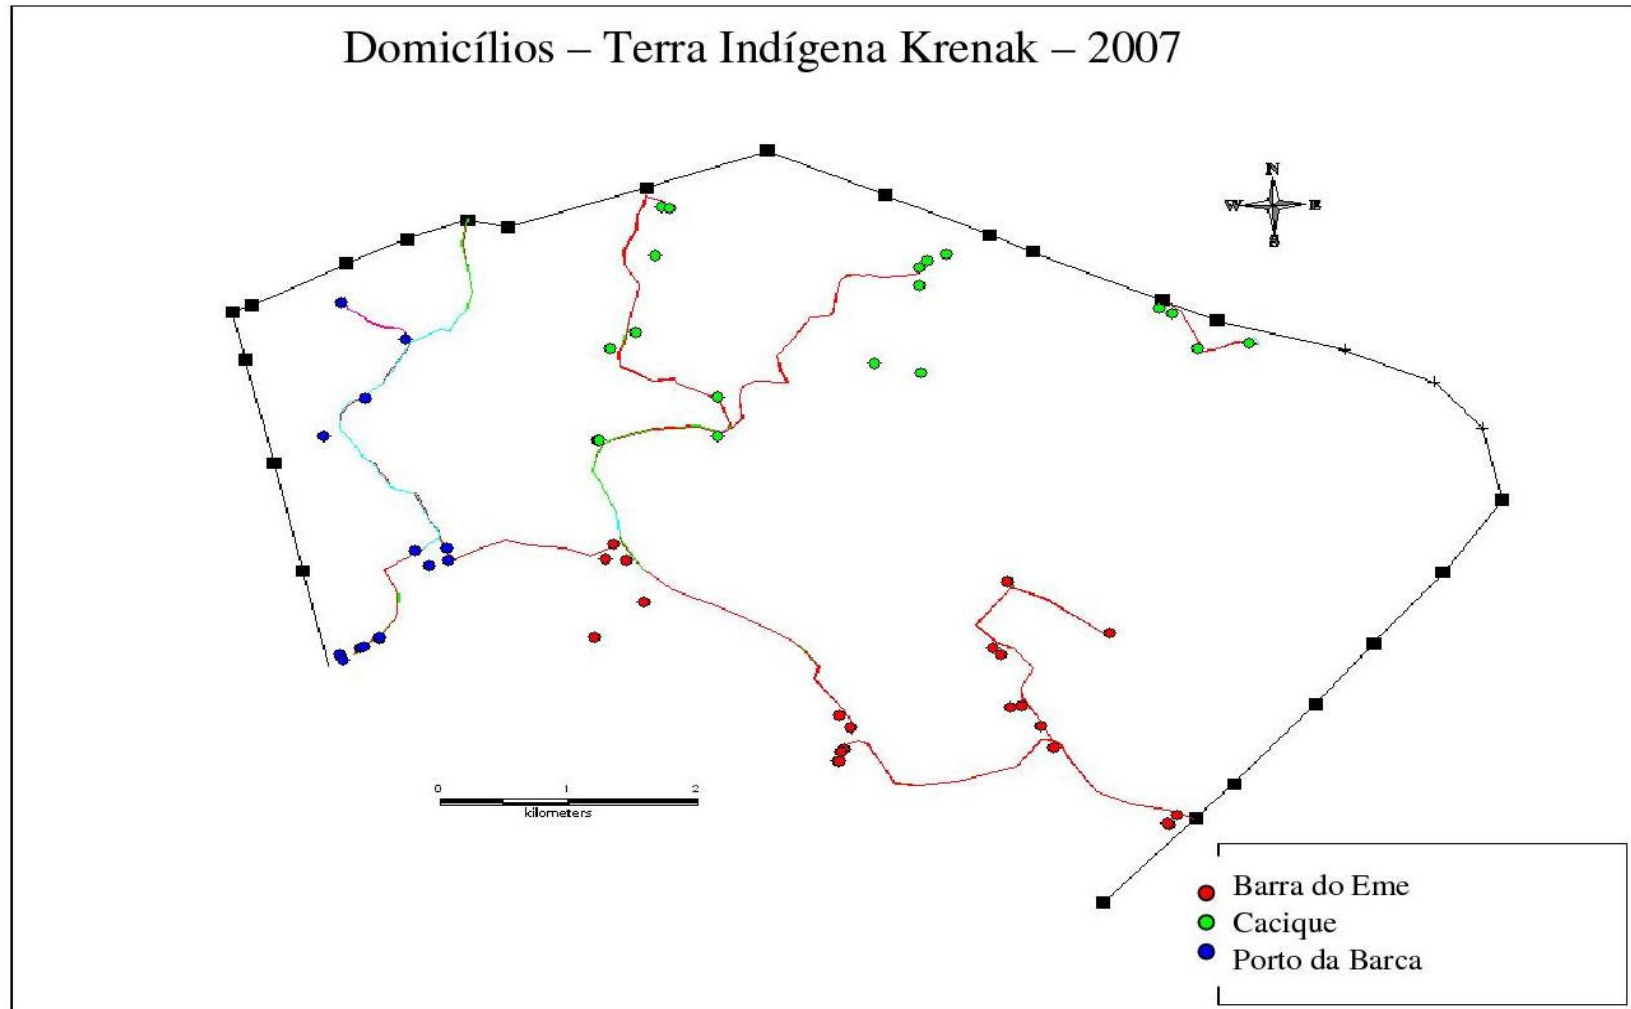 Domicílios – Terra Indígena Krenak – 2007
N
W E
S
0 1 2
kilometers
Barra do Eme
Cacique
Porto da Barca